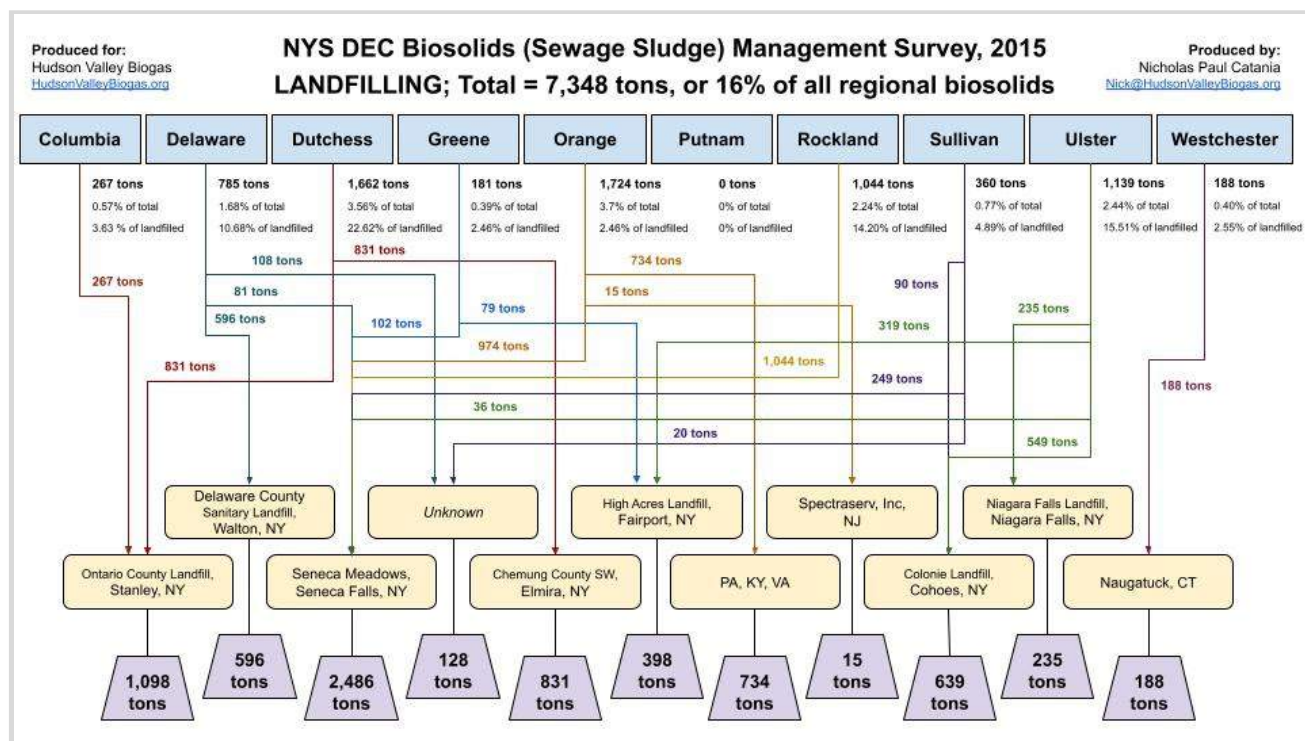 Produced for:
Hudson Valley Biogas
HudsonValleyBiogas.org
NYS DEC Biosolids (Sewage Sludge) Management Survey, 2015
LANDFILLING; Total = 7,348 tons, or 16% of all regional biosolids
Produced by:
Nicholas Paul Catania
Nick@HudsonValleyBiogas.org
Columbia
Delaware
Dutchess
Greene
Orange
Putnam
Rockland
Sullivan
Ulster
Westchester
267 tons
0.57% of total
3.63 % of landfilled
785 tons
1.68% of total
10.68% of landfilled
1,662 tons
3.56% of total
22.62% of landfilled
181 tons
0.39% of total
2.46% of landfilled
1,724 tons
3.7% of total
2.46% of landfilled
0 tons
0% of total
0% of landfilled
1,044 tons
2.24% of total
14.20% of landfilled
360 tons
0.77% of total
4.89% of landfilled
1,139 tons
2.44% of total
15.51% of landfilled
188 tons
0.40% of total
2.55% of landfilled
831 tons
108 tons
734 tons
267 tons
90 tons
81 tons
15 tons
596 tons
102 tons
79 tons
319 tons
235 tons
974 tons
1,044 tons
831 tons
249 tons
188 tons
36 tons
20 tons
549 tons
Delaware County
Sanitary Landfill,
Walton, NY
Unknown
High Acres Landfill,
Fairport, NY
Spectraserv, Inc,
NJ
Niagara Falls Landfill,
Niagara Falls, NY
Ontario County Landfill,
Stanley, NY
Seneca Meadows,
Seneca Falls, NY
Chemung County SW,
Elmira, NY
PA, KY, VA
Colonie Landfill,
Cohoes, NY
Naugatuck, CT
1,098
tons
596
tons
2,486
tons
128
tons
831
tons
398
tons
734
tons
15
tons
639
tons
235
tons
188
tons